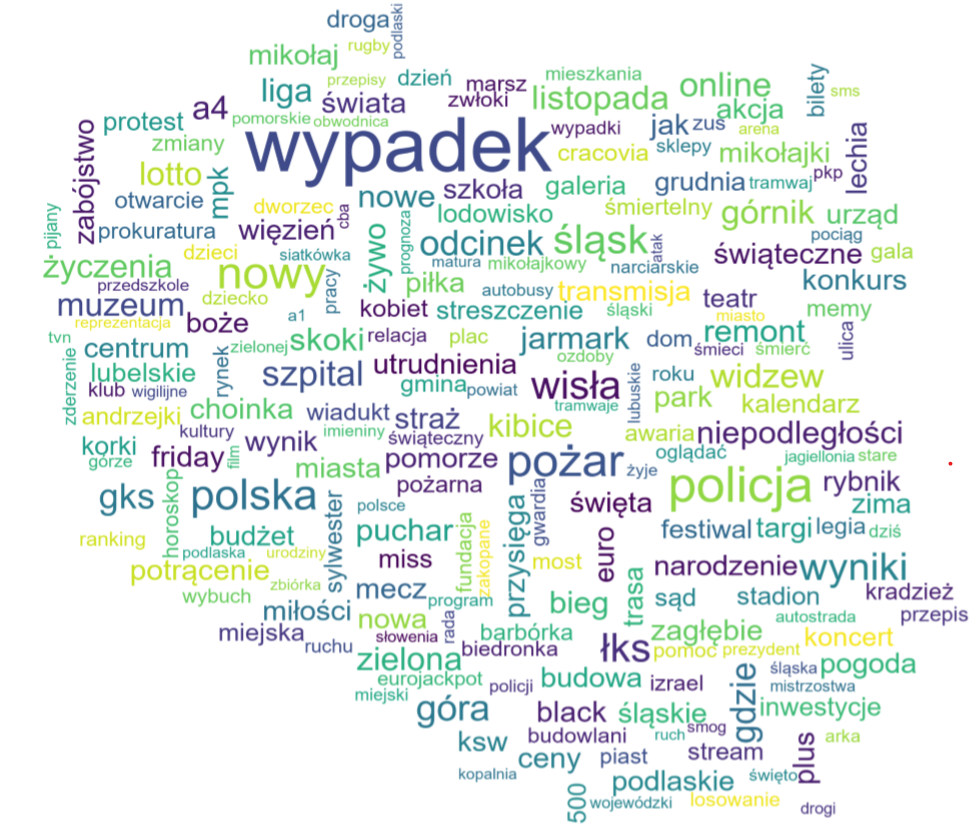 droga
podlaski
mikołaj
rugby
przepisy
dzień
liga
marsz
mieszkania
online
bilety
sms
a4
świata
zwłoki
listopada
akcja
protest
pomorskie
obwodnica
wypadek
wypadki
jak
zus
arena
zabójstwo
zmiany
cracovia
sklepy
mikołajki
lechia
lotto
mpk
nowe
szkoła
galeria
grudnia
tramwaj
pkp
otwarcie
dworzec
cba
lodowisko
śmiertelny
górnik
urząd
pijany
prokuratura
więzień
żywo
prognoza
odcinek
śląsk
atak
pociąg
dzieci
siatkówka
matura
mikołajkowy
narciarskie
świąteczne
gala
życzenia
nowy
pracy
piłka
autobusy
transmisja
teatr
konkurs
przedszkole
muzeum
dziecko
a1
kobiet
streszczenie
śląski
miasto
memy
reprezentacja
boże
tvn
skoki
relacja
plac
jarmark
dom
remont
ulica
zderzenie
centrum
rynek
zielonej
utrudnienia
ozdoby
śmieci
śmierć
lubelskie
szpital
gmina
powiat
wisła
lubuskie
roku
widzew
klub
wigilijne
andrzejki
choinka
wiadukt
straż
kibice
tramwaje
park
kalendarz
kultury
imieniny
świąteczny
awaria
niepodległości
korki
górze
friday
film
wynik
miasta
pomorze
pożar
żyje
oglądać
jagiellonia
stare
gks
horoskop
polska
sylwester
polsce
pożarna
przysięga
gwardia
święta
policja
rybnik
zima
ranking
budżet
podlaska
urodziny
puchar
fundacja
zakopane
euro
festiwal
targi
legia
dziś
potrącenie
zbiórka
miss
most
narodzenie
wyniki
wybuch
miłości
mecz
program
bieg
trasa
sąd
stadion
kradzież
przepis
miejska
ruchu
nowa
słowenia
rada
barbórka
biedronka
łks
zagłębie
autostrada
koncert
pomoc
prezydent
zielona
eurojackpot
miejski
policji
budowa
izrael
gdzie
śląska
mistrzostwa
pogoda
góra
black
śląskie
inwestycje
smog
ksw
budowlani
ruch
arka
kopalnia
ceny
piast
stream
plus
500
podlaskie
święto
wojewódzki
losowanie
drogi